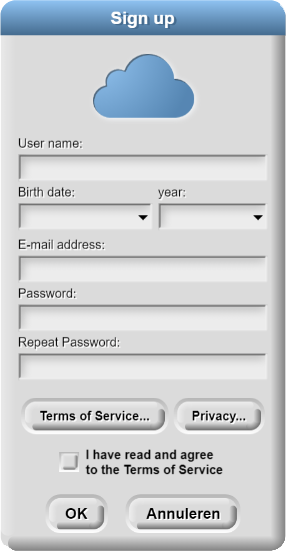 Sign up
User name:
Birth date: year:
E-mail address:
Password:
Repeat Password:
Terms of Service... Privacy...
I have read and agree
to the Terms of Service
OK Annuleren